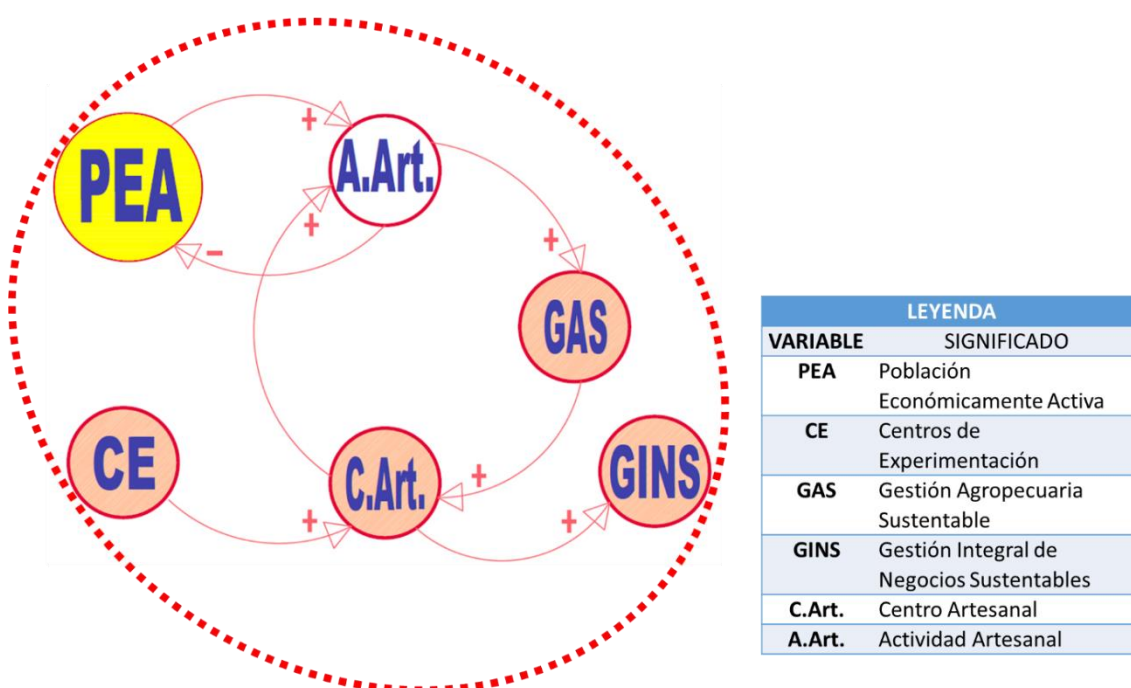 PEA
A.Art.
GAS
CE
C.Art.
GINS
+
+
-
+
+
+
+
LEYENDA
VARIABLE SIGNIFICADO
PEA Población
Económicamente Activa
CE Centros de
Experimentación
GAS Gestión Agropecuaria
Sustentable
GINS Gestión Integral de
Negocios Sustentables
C.Art. Centro Artesanal
A.Art. Actividad Artesanal